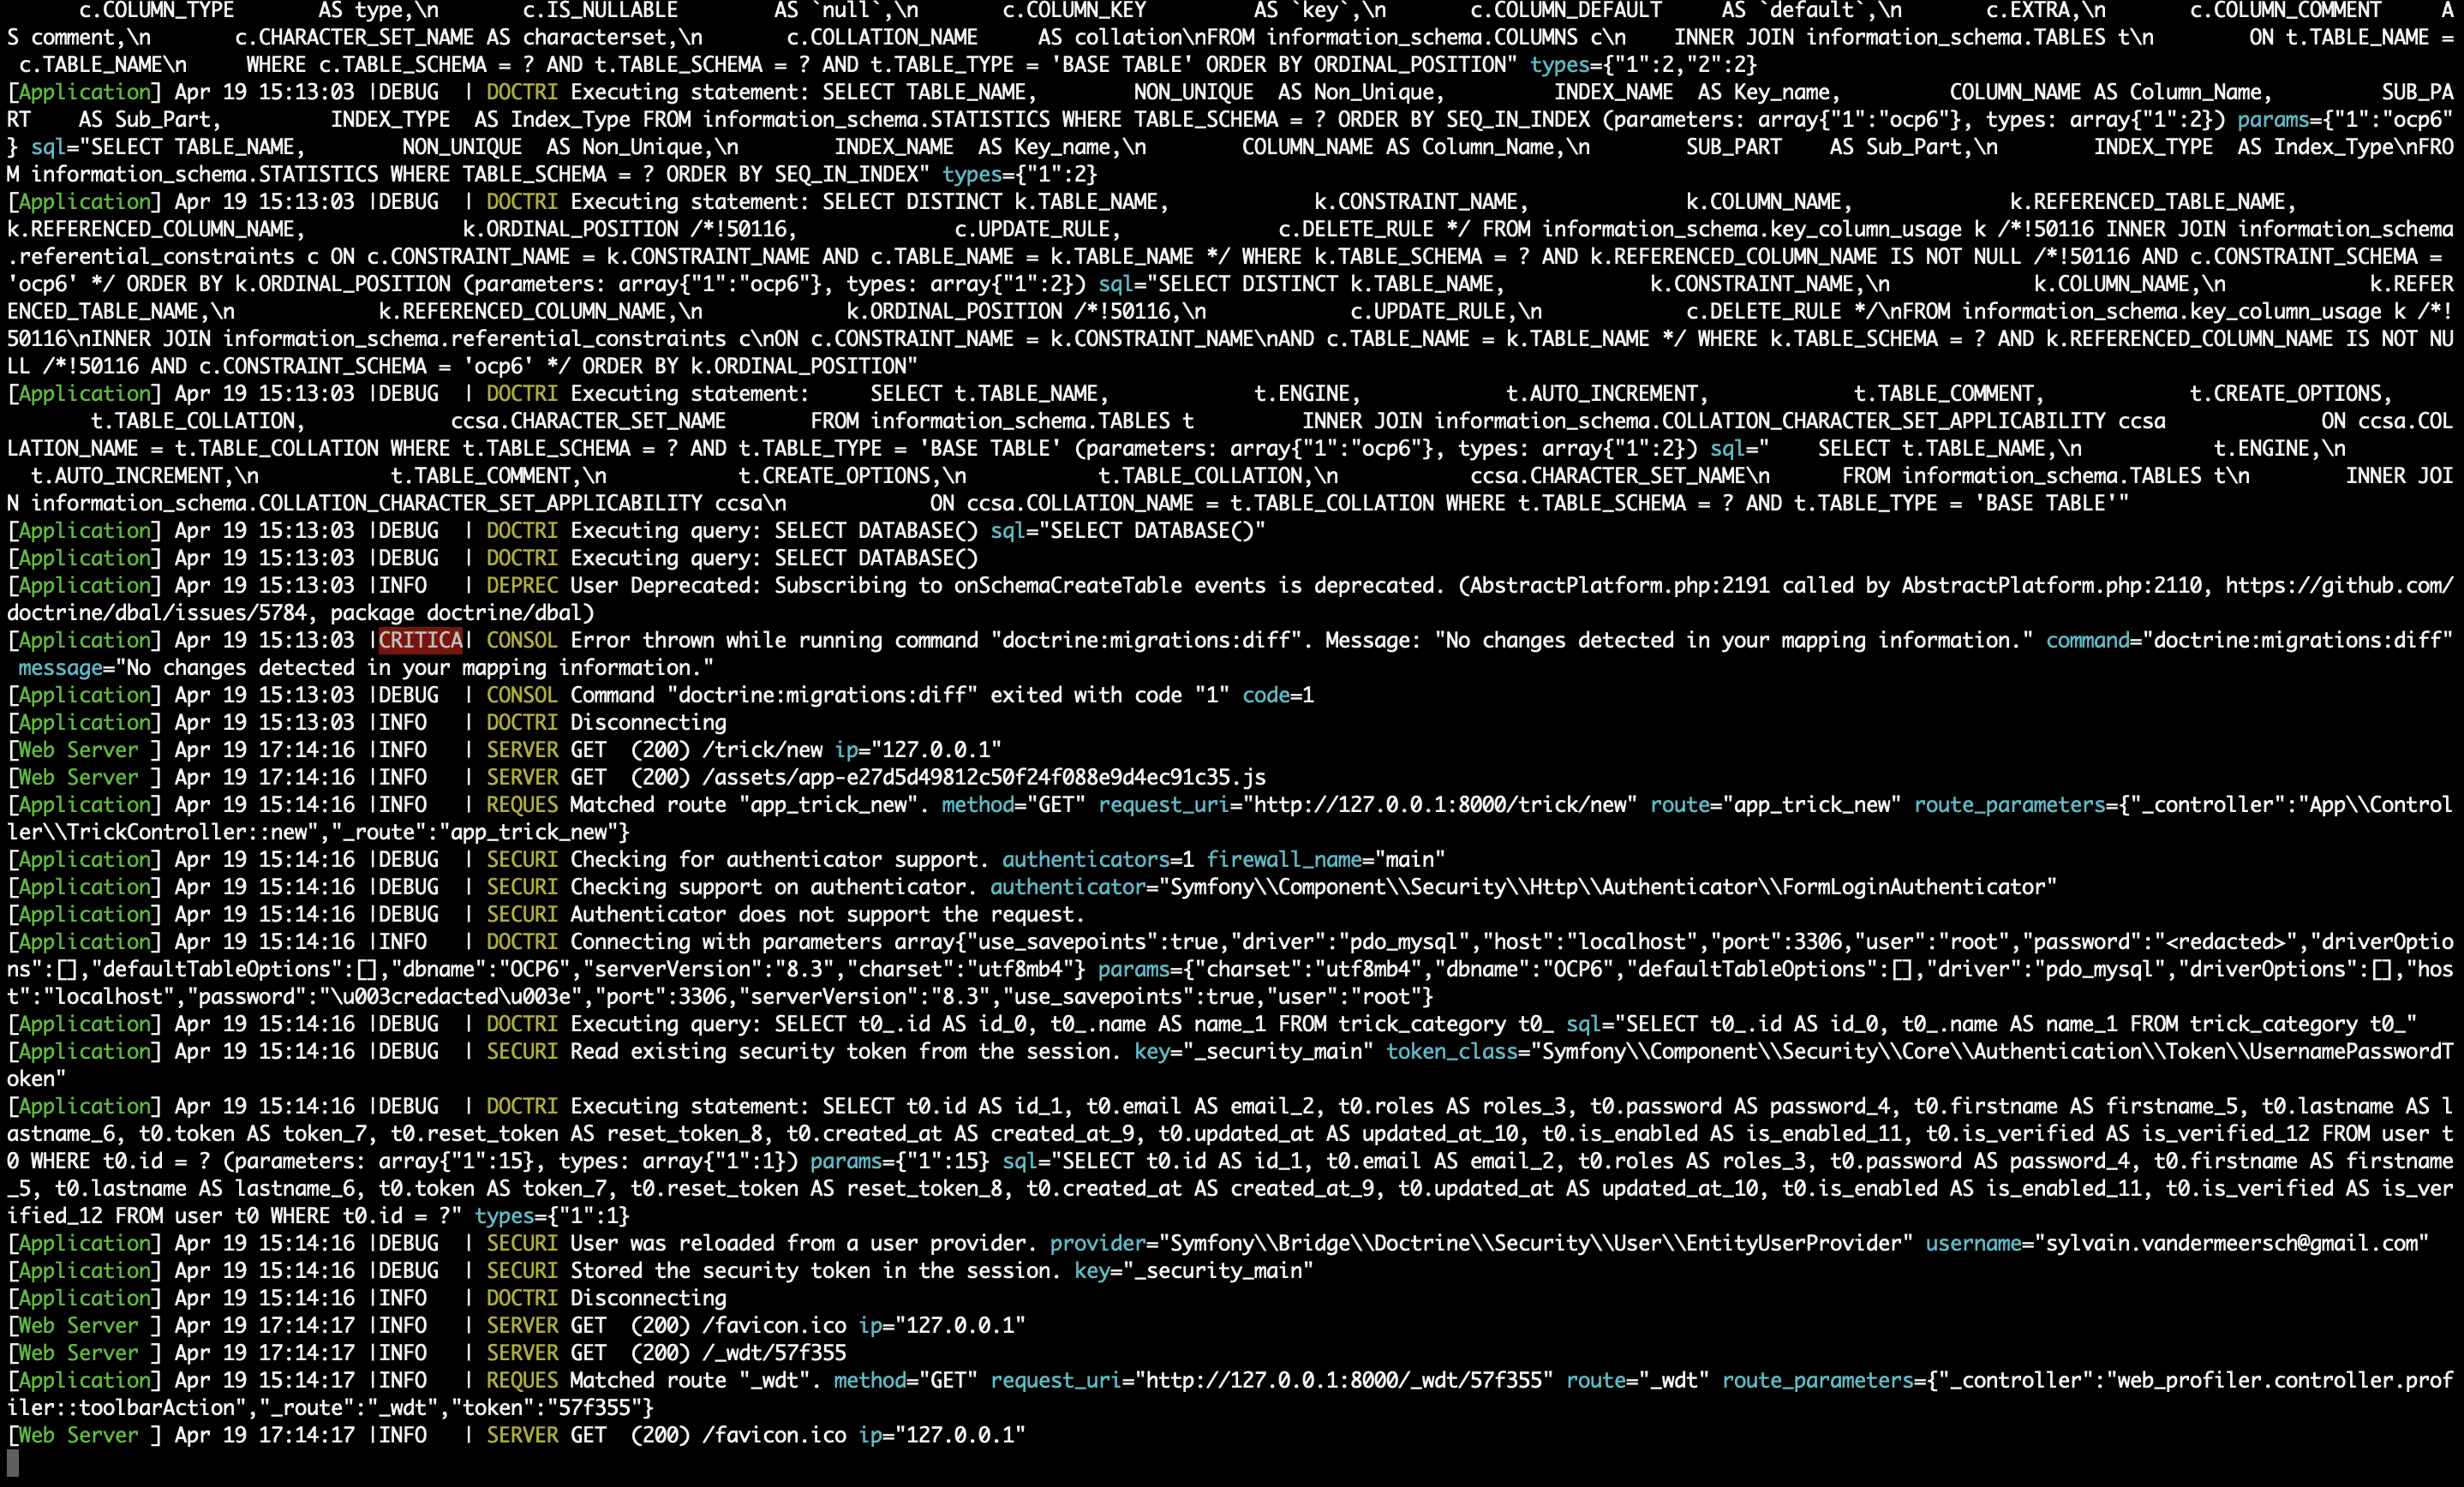 c.COLUMN_TYPE       AS type,\n       c.IS_NULLABLE        AS `null`,\n       c.COLUMN_KEY         AS `key`,\n       c.COLUMN_DEFAULT     AS `default`,\n       c.EXTRA,\n       c.COLUMN_COMMENT    A
S comment,\n       c.CHARACTER_SET_NAME AS characterset,\n       c.COLLATION_NAME     AS collation\nFROM information_schema.COLUMNS c\n    INNER JOIN information_schema.TABLES t\n        ON t.TABLE_NAME =
c.TABLE_NAME\n     WHERE c.TABLE_SCHEMA = ? AND t.TABLE_SCHEMA = ? AND t.TABLE_TYPE = 'BASE TABLE' ORDER BY ORDINAL_POSITION" types={"1":2,"2":2}
[Application] Apr 19 15:13:03 |DEBUG  | DOCTRI Executing statement: SELECT TABLE_NAME,        NON_UNIQUE  AS Non_Unique,         INDEX_NAME  AS Key_name,         COLUMN_NAME AS Column_Name,         SUB_PA
RT    AS Sub_Part,         INDEX_TYPE  AS Index_Type FROM information_schema.STATISTICS WHERE TABLE_SCHEMA = ? ORDER BY SEQ_IN_INDEX (parameters: array{"1":"ocp6"}, types: array{"1":2}) params={"1":"ocp6"
} sql="SELECT TABLE_NAME,        NON_UNIQUE  AS Non_Unique,\n        INDEX_NAME  AS Key_name,\n        COLUMN_NAME AS Column_Name,\n        SUB_PART    AS Sub_Part,\n        INDEX_TYPE  AS Index_Type\nFRO
M information_schema.STATISTICS WHERE TABLE_SCHEMA = ? ORDER BY SEQ_IN_INDEX" types={"1":2}
[Application] Apr 19 15:13:03 |DEBUG  | DOCTRI Executing statement: SELECT DISTINCT k.TABLE_NAME,            k.CONSTRAINT_NAME,             k.COLUMN_NAME,             k.REFERENCED_TABLE_NAME,
k.REFERENCED_COLUMN_NAME,             k.ORDINAL_POSITION /*!50116,             c.UPDATE_RULE,             c.DELETE_RULE */ FROM information_schema.key_column_usage k /*!50116 INNER JOIN information_schema
.referential_constraints c ON c.CONSTRAINT_NAME = k.CONSTRAINT_NAME AND c.TABLE_NAME = k.TABLE_NAME */ WHERE k.TABLE_SCHEMA = ? AND k.REFERENCED_COLUMN_NAME IS NOT NULL /*!50116 AND c.CONSTRAINT_SCHEMA =
'ocp6' */ ORDER BY k.ORDINAL_POSITION (parameters: array{"1":"ocp6"}, types: array{"1":2}) sql="SELECT DISTINCT k.TABLE_NAME,            k.CONSTRAINT_NAME,\n            k.COLUMN_NAME,\n            k.REFER
ENCED_TABLE_NAME,\n            k.REFERENCED_COLUMN_NAME,\n            k.ORDINAL_POSITION /*!50116,\n            c.UPDATE_RULE,\n            c.DELETE_RULE */\nFROM information_schema.key_column_usage k /*!
50116\nINNER JOIN information_schema.referential_constraints c\nON c.CONSTRAINT_NAME = k.CONSTRAINT_NAME\nAND c.TABLE_NAME = k.TABLE_NAME */ WHERE k.TABLE_SCHEMA = ? AND k.REFERENCED_COLUMN_NAME IS NOT NU
LL /*!50116 AND c.CONSTRAINT_SCHEMA = 'ocp6' */ ORDER BY k.ORDINAL_POSITION"
[Application] Apr 19 15:13:03 |DEBUG  | DOCTRI Executing statement:     SELECT t.TABLE_NAME,            t.ENGINE,            t.AUTO_INCREMENT,             t.TABLE_COMMENT,             t.CREATE_OPTIONS,
t.TABLE_COLLATION,            ccsa.CHARACTER_SET_NAME       FROM information_schema.TABLES t         INNER JOIN information_schema.COLLATION_CHARACTER_SET_APPLICABILITY ccsa             ON ccsa.COL
LATION_NAME = t.TABLE_COLLATION WHERE t.TABLE_SCHEMA = ? AND t.TABLE_TYPE = 'BASE TABLE' (parameters: array{"1":"ocp6"}, types: array{"1":2}) sql="    SELECT t.TABLE_NAME,\n           t.ENGINE,\n
t.AUTO_INCREMENT,\n           t.TABLE_COMMENT,\n           t.CREATE_OPTIONS,\n           t.TABLE_COLLATION,\n           ccsa.CHARACTER_SET_NAME\n      FROM information_schema.TABLES t\n        INNER JOI
N information_schema.COLLATION_CHARACTER_SET_APPLICABILITY ccsa\n            ON ccsa.COLLATION_NAME = t.TABLE_COLLATION WHERE t.TABLE_SCHEMA = ? AND t.TABLE_TYPE = 'BASE TABLE'"
[Application] Apr 19 15:13:03 |DEBUG  | DOCTRI Executing query: SELECT DATABASE() sql="SELECT DATABASE()"
[Application] Apr 19 15:13:03 |DEBUG  | DOCTRI Executing query: SELECT DATABASE()
[Application] Apr 19 15:13:03 |INFO   | DEPREC User Deprecated: Subscribing to onSchemaCreateTable events is deprecated. (AbstractPlatform.php:2191 called by AbstractPlatform.php:2110, https://github.com/
doctrine/dbal/issues/5784, package doctrine/dbal)
[Application] Apr 19 15:13:03 |CRITICA| CONSOL Error thrown while running command "doctrine:migrations:diff". Message: "No changes detected in your mapping information." command="doctrine:migrations:diff"
message="No changes detected in your mapping information."
[Application] Apr 19 15:13:03 |DEBUG  | CONSOL Command "doctrine:migrations:diff" exited with code "1" code=1
[Application] Apr 19 15:13:03 |INFO   | DOCTRI Disconnecting
[Web Server ] Apr 19 17:14:16 |INFO   | SERVER GET  (200) /trick/new ip="127.0.0.1"
[Web Server ] Apr 19 17:14:16 |INFO   | SERVER GET  (200) /assets/app-e27d5d49812c50f24f088e9d4ec91c35.js
[Application] Apr 19 15:14:16 |INFO   | REQUES Matched route "app_trick_new". method="GET" request_uri="http://127.0.0.1:8000/trick/new" route="app_trick_new" route_parameters={"_controller":"App\\Control
ler\\TrickController::new","_route":"app_trick_new"}
[Application] Apr 19 15:14:16 |DEBUG  | SECURI Checking for authenticator support. authenticators=1 firewall_name="main"
[Application] Apr 19 15:14:16 |DEBUG  | SECURI Checking support on authenticator. authenticator="Symfony\\Component\\Security\\Http\\Authenticator\\FormLoginAuthenticator"
[Application] Apr 19 15:14:16 |DEBUG  | SECURI Authenticator does not support the request.
[Application] Apr 19 15:14:16 |INFO   | DOCTRI Connecting with parameters array{"use_savepoints":true,"driver":"pdo_mysql","host":"localhost","port":3306,"user":"root","password":"<redacted>","driverOptio
ns":[],"defaultTableOptions":[],"dbname":"OCP6","serverVersion":"8.3","charset":"utf8mb4"} params={"charset":"utf8mb4","dbname":"OCP6","defaultTableOptions":[],"driver":"pdo_mysql","driverOptions":[],"hos
t":"localhost","password":"\u003credacted\u003e","port":3306,"serverVersion":"8.3","use_savepoints":true,"user":"root"}
[Application] Apr 19 15:14:16 |DEBUG  | DOCTRI Executing query: SELECT t0_.id AS id_0, t0_.name AS name_1 FROM trick_category t0_ sql="SELECT t0_.id AS id_0, t0_.name AS name_1 FROM trick_category t0_"
[Application] Apr 19 15:14:16 |DEBUG  | SECURI Read existing security token from the session. key="_security_main" token_class="Symfony\\Component\\Security\\Core\\Authentication\\Token\\UsernamePasswordT
oken"
[Application] Apr 19 15:14:16 |DEBUG  | DOCTRI Executing statement: SELECT t0.id AS id_1, t0.email AS email_2, t0.roles AS roles_3, t0.password AS password_4, t0.firstname AS firstname_5, t0.lastname AS l
astname_6, t0.token AS token_7, t0.reset_token AS reset_token_8, t0.created_at AS created_at_9, t0.updated_at AS updated_at_10, t0.is_enabled AS is_enabled_11, t0.is_verified AS is_verified_12 FROM user t
0 WHERE t0.id = ? (parameters: array{"1":15}, types: array{"1":1}) params={"1":15} sql="SELECT t0.id AS id_1, t0.email AS email_2, t0.roles AS roles_3, t0.password AS password_4, t0.firstname AS firstname
_5, t0.lastname AS lastname_6, t0.token AS token_7, t0.reset_token AS reset_token_8, t0.created_at AS created_at_9, t0.updated_at AS updated_at_10, t0.is_enabled AS is_enabled_11, t0.is_verified AS is_ver
ified_12 FROM user t0 WHERE t0.id = ?" types={"1":1}
[Application] Apr 19 15:14:16 |DEBUG  | SECURI User was reloaded from a user provider. provider="Symfony\\Bridge\\Doctrine\\Security\\User\\EntityUserProvider" username="sylvain.vandermeersch@gmail.com"
[Application] Apr 19 15:14:16 |DEBUG  | SECURI Stored the security token in the session. key="_security_main"
[Application] Apr 19 15:14:16 |INFO   | DOCTRI Disconnecting
[Web Server ] Apr 19 17:14:17 |INFO   | SERVER GET  (200) /favicon.ico ip="127.0.0.1"
[Web Server ] Apr 19 17:14:17 |INFO   | SERVER GET  (200) /_wdt/57f355
[Application] Apr 19 15:14:17 |INFO   | REQUES Matched route "_wdt". method="GET" request_uri="http://127.0.0.1:8000/_wdt/57f355" route="_wdt" route_parameters={"_controller":"web_profiler.controller.prof
iler::toolbarAction","_route":"_wdt","token":"57f355"}
[Web Server ] Apr 19 17:14:17 |INFO   | SERVER GET  (200) /favicon.ico ip="127.0.0.1"